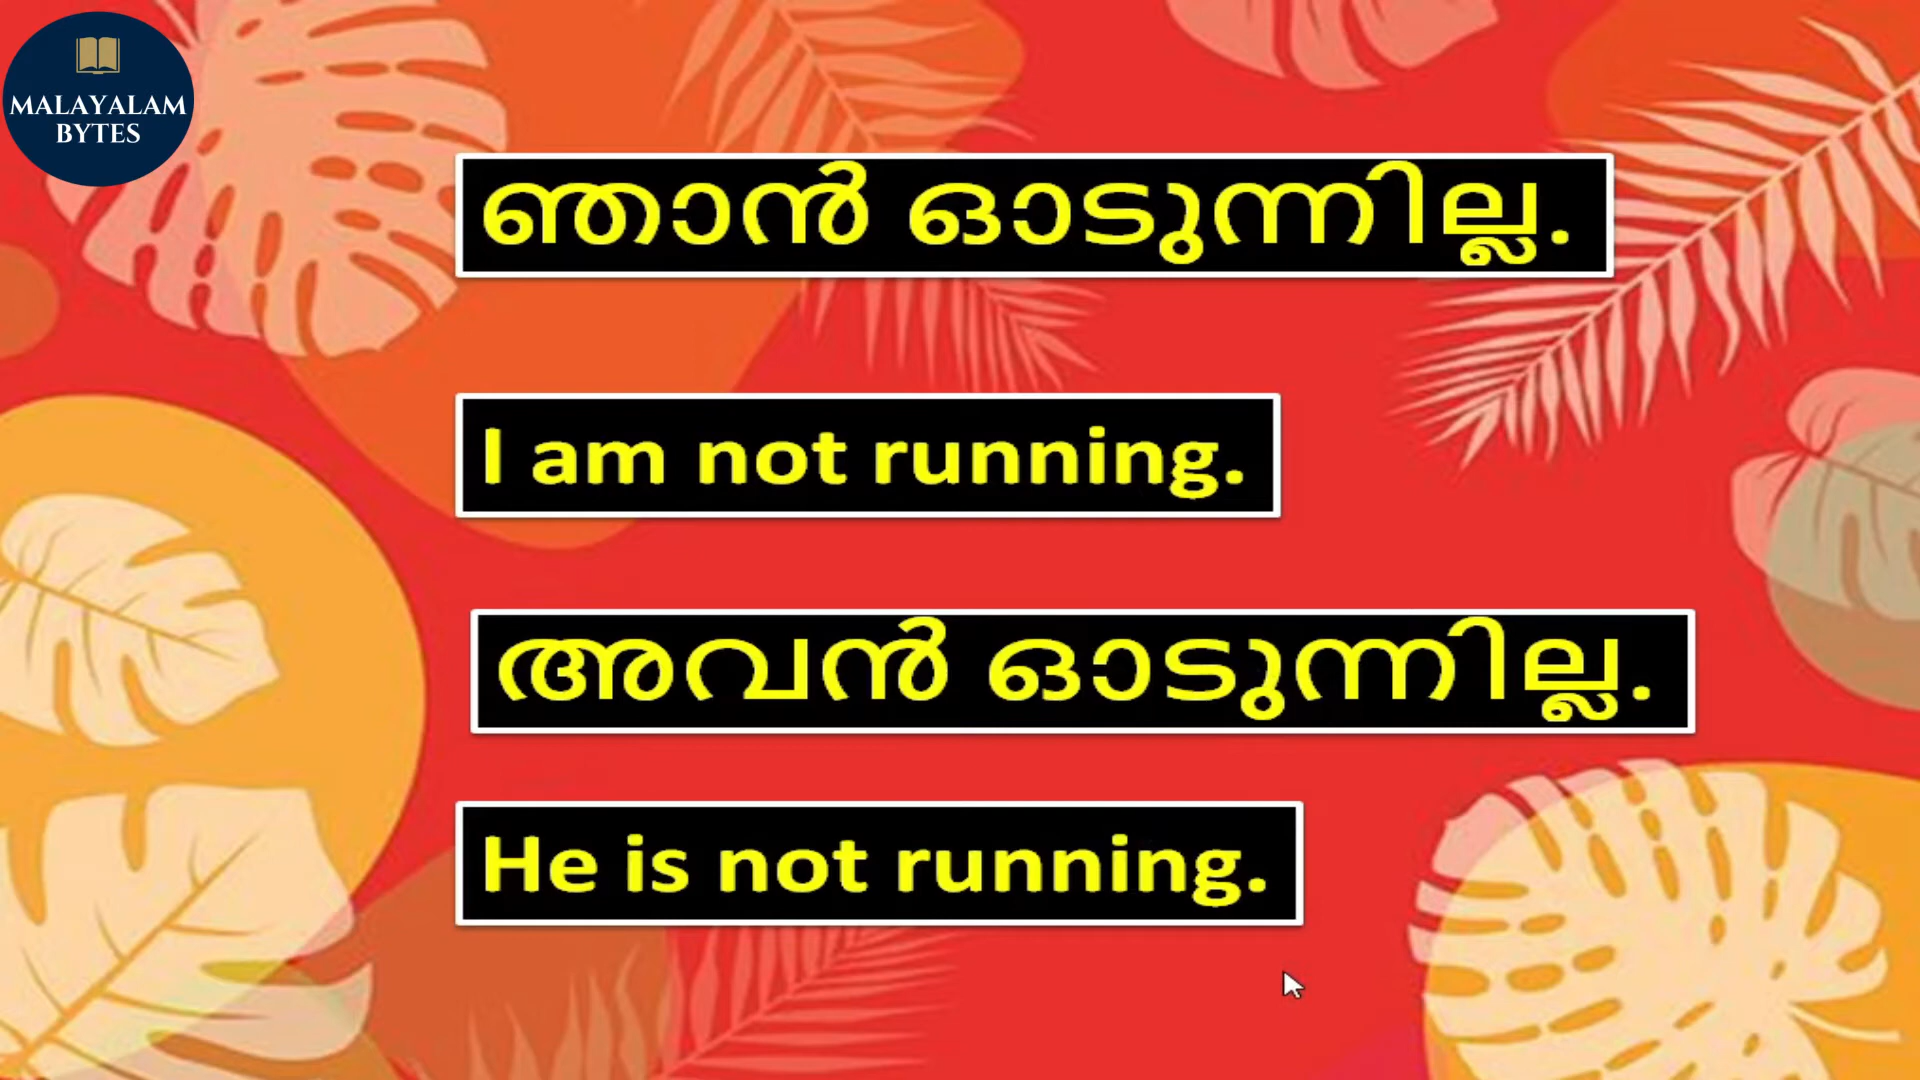 MALAYALAM
BYTES
ഞാൻ ഓടുന്നില്ല.
I am not running.
അവൻ ഓടുന്നില്ല.
He is not running.